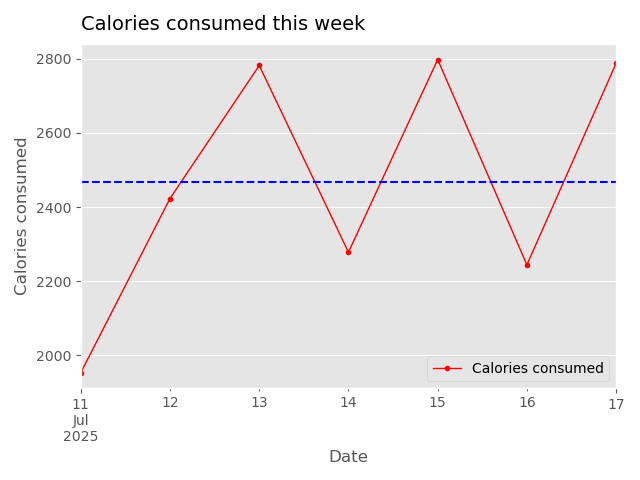 Calories consumed this week
Calories consumed
2800
2600
2400
2200
2000
Calories consumed
11
Jul
2025
12
13
14
15
16
17
Date